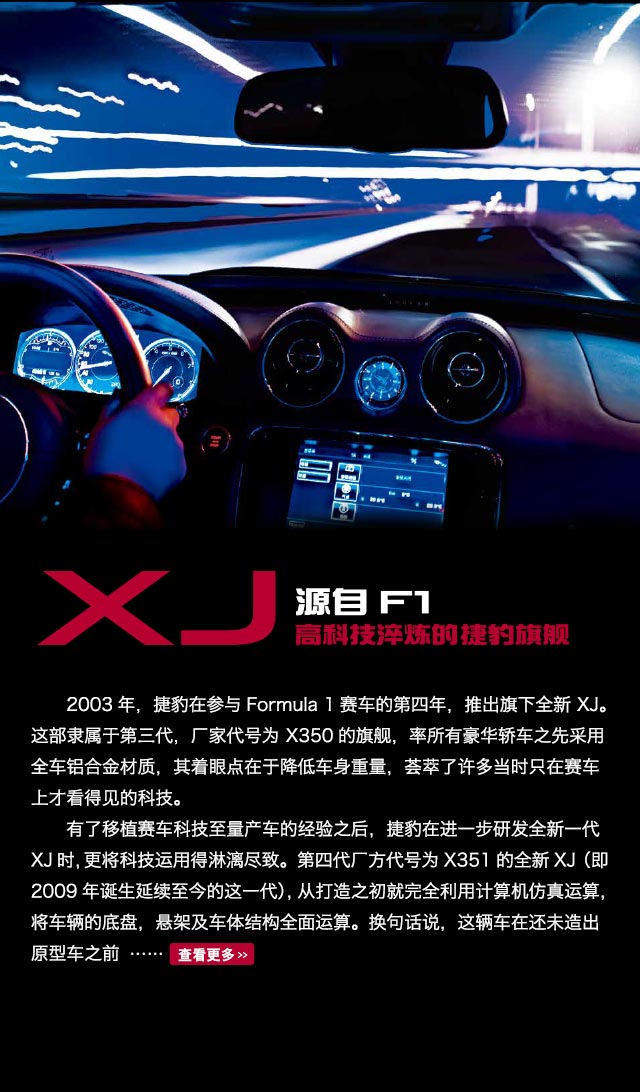 XJ
源自 F1
高科技淬炼的捷豹旗舰
2003 年，捷豹在参与 Formula 1 赛车的第四年，推出旗下全新 XJ。
这部隶属于第三代，厂家代号为 X350 的旗舰，率所有豪华轿车之先采用
全车铝合金材质，其着眼点在于降低车身重量，荟萃了许多当时只在赛车
上才看得见的科技。
有了移植赛车科技至量产车的经验之后，捷豹在进一步研发全新一代
XJ 时，更将科技运用得淋漓尽致。第四代厂方代号为 X351 的全新 XJ（即
2009 年诞生延续至今的这一代），从打造之初就完全利用计算机仿真运算，
将车辆的底盘，悬架及车体结构全面运算。换句话说，这辆车在还未造出
原型车之前 …… 查看更多 »